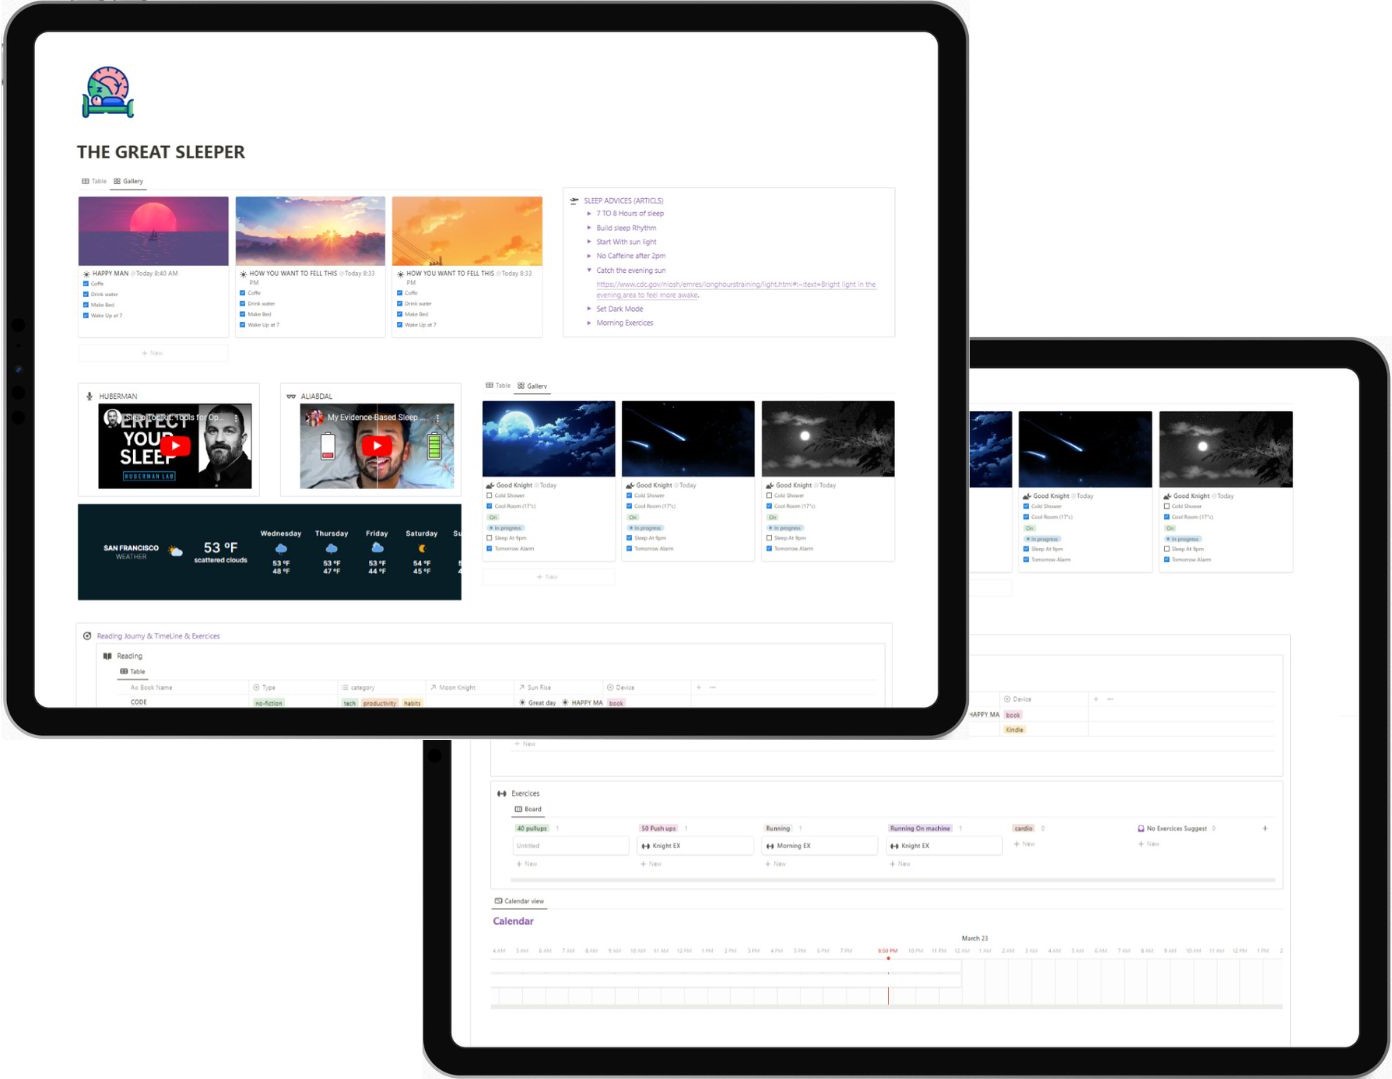 THE GREAT SLEEPER
Table Gallery
HAPPY MAN @Today 8:40 AM
Coffe
Drink water
Make Bed
Wake Up at 7
HOW YOU WANT TO FELL THIS @Today 8:33
PM
Coffe
Drink water
Make Bed
Wake Up at 7
HOW YOU WANT TO FELL THIS @Today 8:33
PM
Coffe
Drink water
Make Bed
Wake Up at 7
+ New
SLEEP ADVICES (ARTICLS)
7 TO 8 Hours of sleep
Build sleep Rhythm
Start With sun light
No Caffeine after 2pm
Catch the evening sun
https://www.cdc.gov/niosh/emres/longhourstraining/light.html#:~:text=Bright light in the
evening,area to feel more awake.
Set Dark Mode
Morning Exercices
HUBERMAN
Sleep Toolkit: Tools for Op...
PERFECT
YOUR
SLEEP
HUBERMAN LAB
ALIABDAL
My Evidence-Based Sleep ...
SAN FRANCISCO
WEATHER
53 °F
scattered clouds
Wednesday Thursday Friday Saturday Su
53 °F 53 °F 53 °F 54 °F
48 °F 47 °F 44 °F 45 °F
Table Gallery
Good Knight @Today
Cold Shower
Cool Room (17°c)
On
In progress
Sleep At 9pm
Tomorrow Alarm
Good Knight @Today
Cold Shower
Cool Room (17°c)
On
In progress
Sleep At 9pm
Tomorrow Alarm
Good Knight @Today
Cold Shower
Cool Room (17°c)
On
In progress
Sleep At 9pm
Tomorrow Alarm
+ New
Reading Journy & TimeLine & Exercices
Reading
Table
Aa Book Name Type category Moon Knight Sun Rise Device + ...
CODE no-fiction tech productivity habits Great day HAPPY MA book
Good Knight @Today
Cold Shower
Cool Room (17°c)
On
In progress
Sleep At 9pm
Tomorrow Alarm
Good Knight @Today
Cold Shower
Cool Room (17°c)
On
In progress
Sleep At 9pm
Tomorrow Alarm
Device + ...
HAPPY MA book
Kindle
+ New
Exercices
Board
40 pullups 1 50 Push ups 1 Running 1 Running On machine 1 cardio 0 No Exercices Suggest 0 +
Untitled Knight EX Morning EX Knight EX + New + New
+ New + New + New + New
Calendar view
Calendar
March 23
4 AM 5 AM 6 AM 7 AM 8 AM 9 AM 10 AM 11 AM 12 PM 1 PM 2 PM 3 PM 4 PM 5 PM 6 PM 7 PM 9:00 PM 10 PM 11 PM 12 AM 1 AM 2 AM 3 AM 4 AM 5 AM 6 AM 7 AM 8 AM 9 AM 10 AM 11 AM 12 PM 1 PM 2